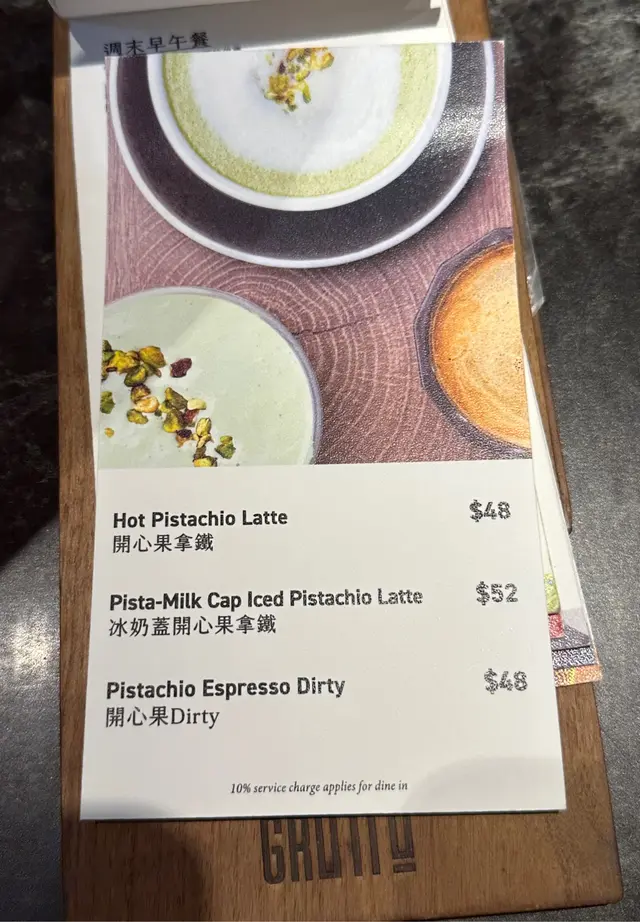 週末早午餐
Hot Pistachio Latte $48
開心果拿鐵
Pista-Milk Cap Iced Pistachio Latte $52
冰奶蓋開心果拿鐵
Pistachio Espresso Dirty $48
開心果Dirty
10% service charge applies for dine in